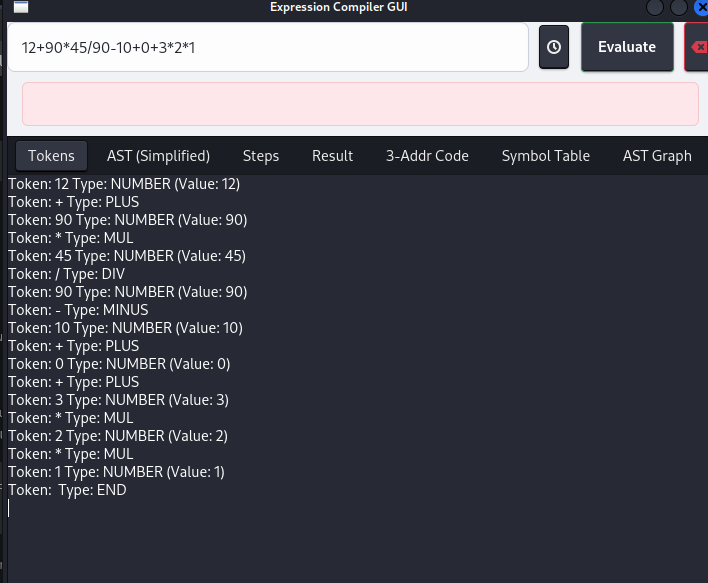 Expression Compiler GUI
12+90*45/90-10+0+3*2*1
Evaluate
Tokens AST (Simplified) Steps Result 3-Addr Code Symbol Table AST Graph
Token: 12 Type: NUMBER (Value: 12)
Token: + Type: PLUS
Token: 90 Type: NUMBER (Value: 90)
Token: * Type: MUL
Token: 45 Type: NUMBER (Value: 45)
Token: / Type: DIV
Token: 90 Type: NUMBER (Value: 90)
Token: - Type: MINUS
Token: 10 Type: NUMBER (Value: 10)
Token: + Type: PLUS
Token: 0 Type: NUMBER (Value: 0)
Token: + Type: PLUS
Token: 3 Type: NUMBER (Value: 3)
Token: * Type: MUL
Token: 2 Type: NUMBER (Value: 2)
Token: * Type: MUL
Token: 1 Type: NUMBER (Value: 1)
Token:  Type: END